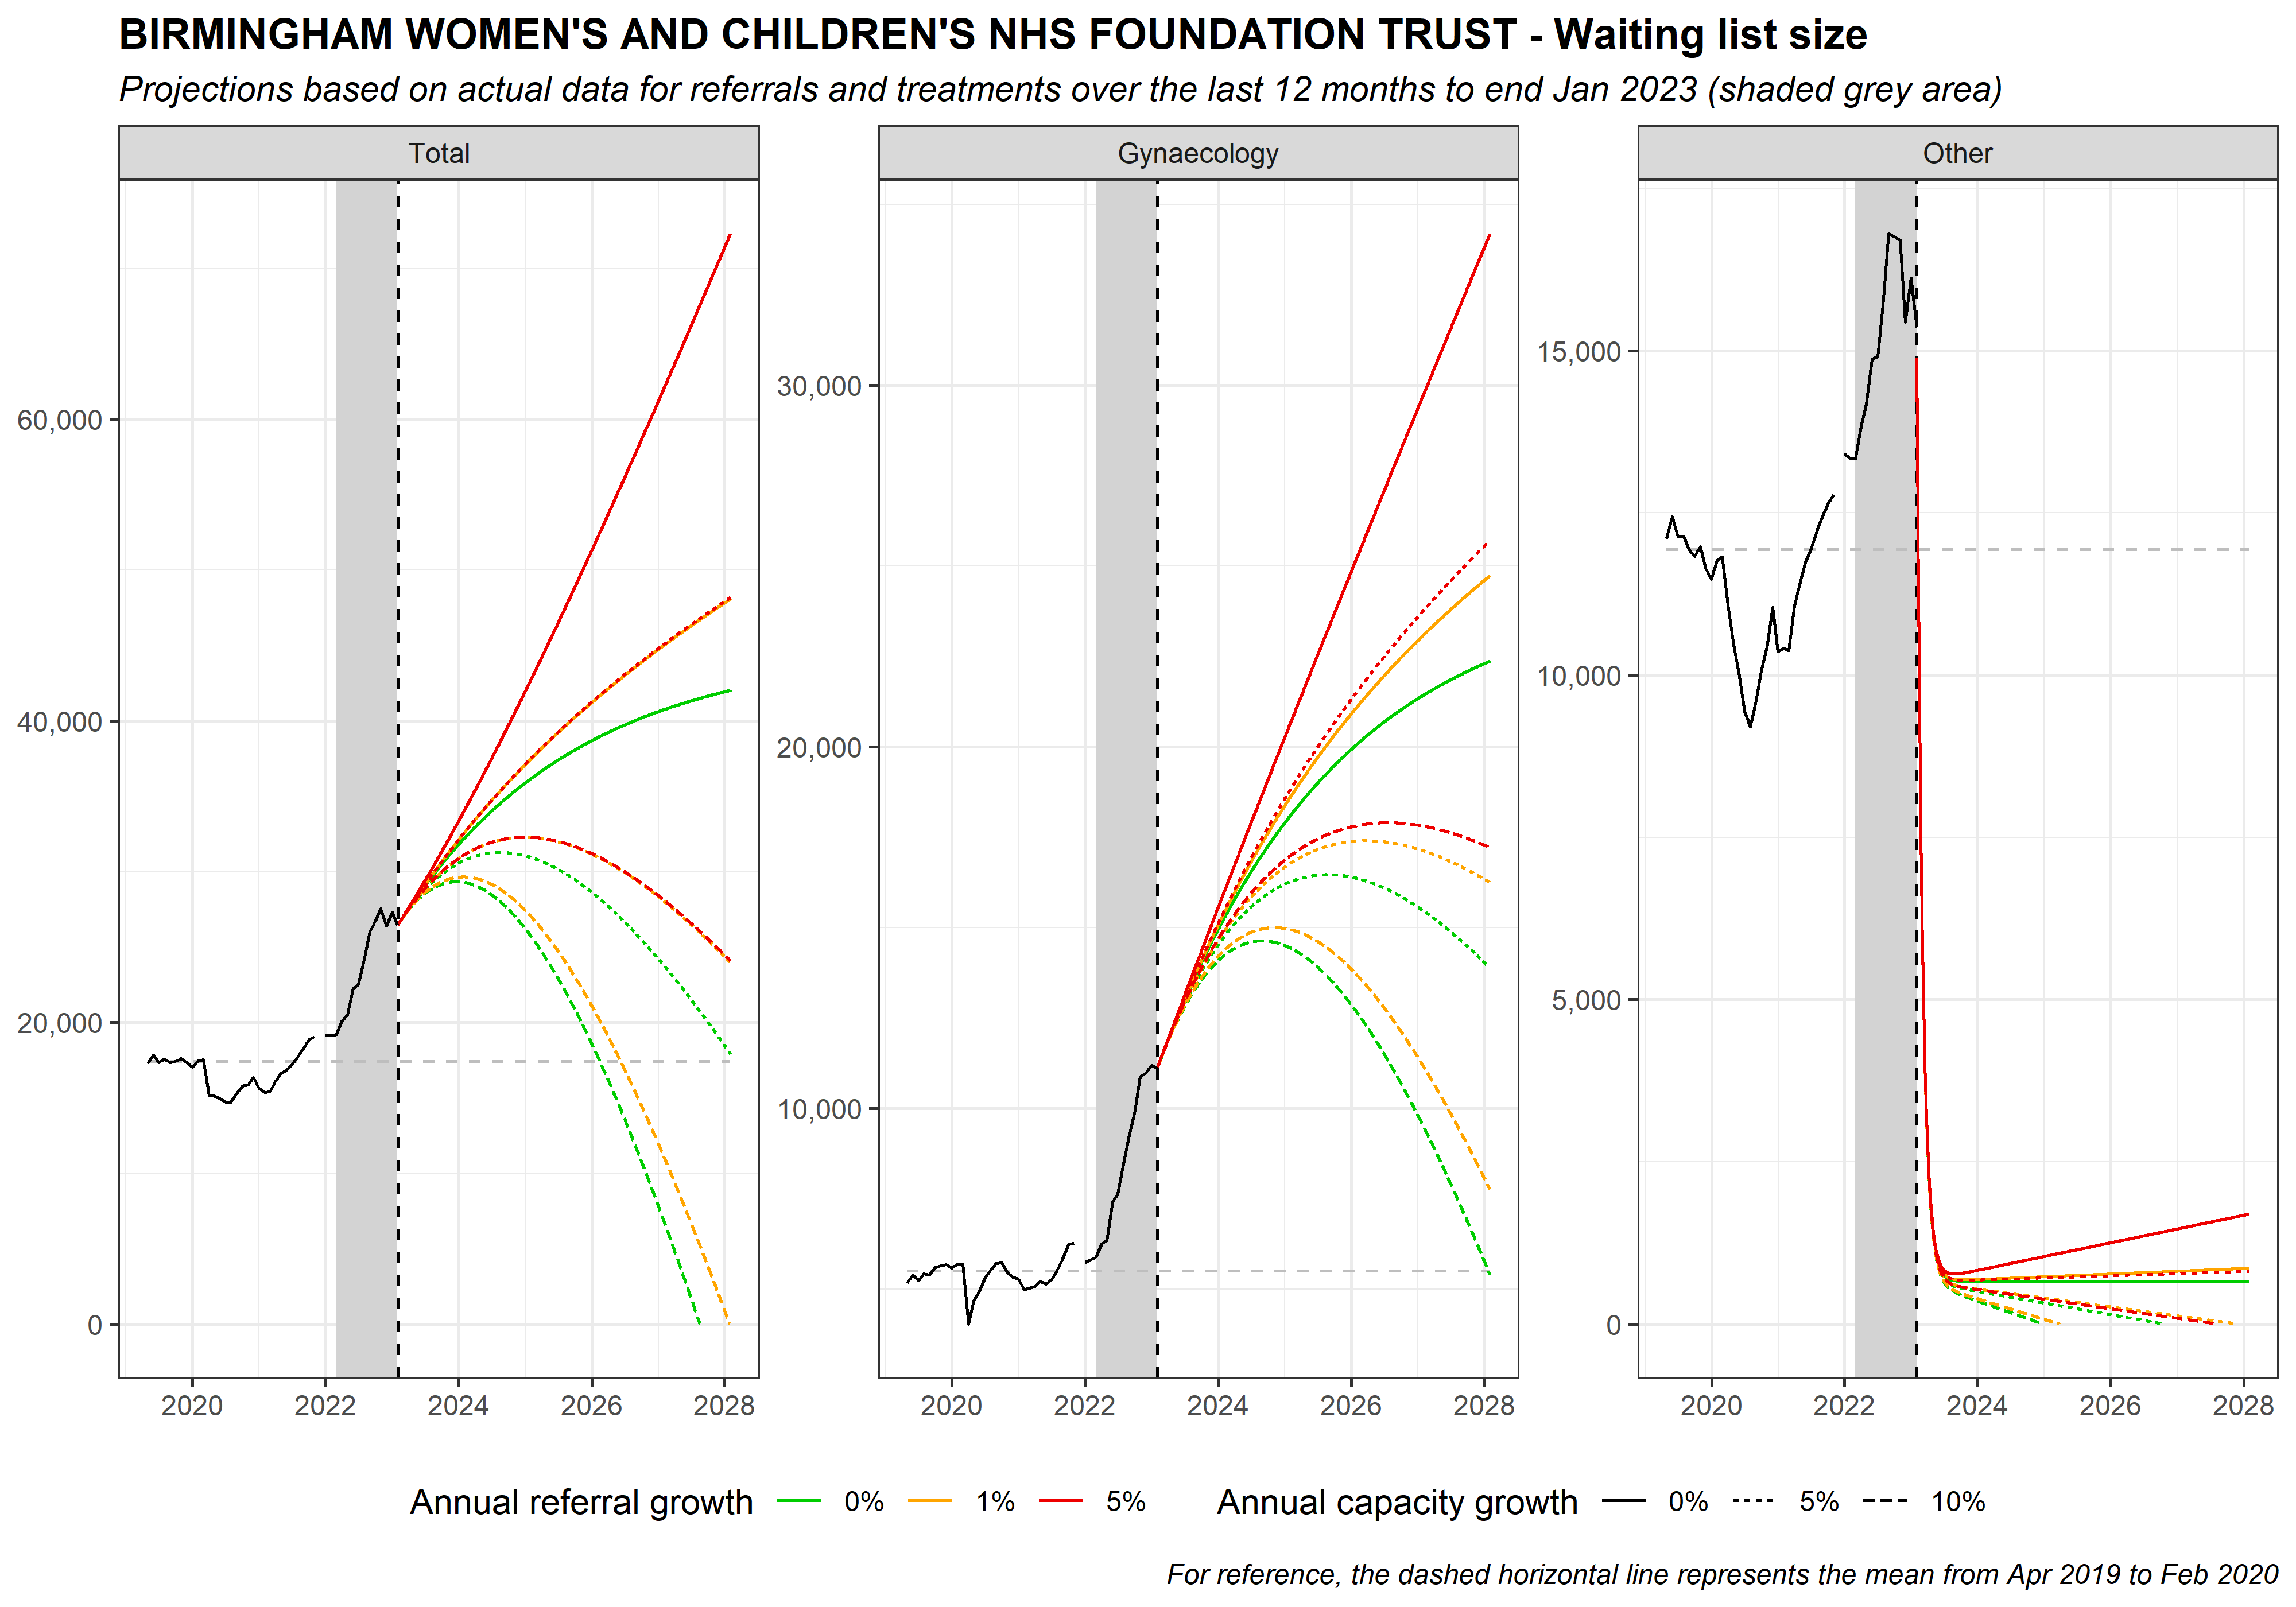 BIRMINGHAM WOMEN'S AND CHILDREN'S NHS FOUNDATION TRUST - Waiting list size
Projections based on actual data for referrals and treatments over the last 12 months to end Jan 2023 (shaded grey area)
Total
60,000
40,000
20,000
0
2020 2022 2024 2026 2028
Gynaecology
30,000
20,000
10,000
2020 2022 2024 2026 2028
Other
15,000
10,000
5,000
0
2020 2022 2024 2026 2028
Annual referral growth 0% 1% 5%
Annual capacity growth 0% 5% 10%
For reference, the dashed horizontal line represents the mean from Apr 2019 to Feb 2020